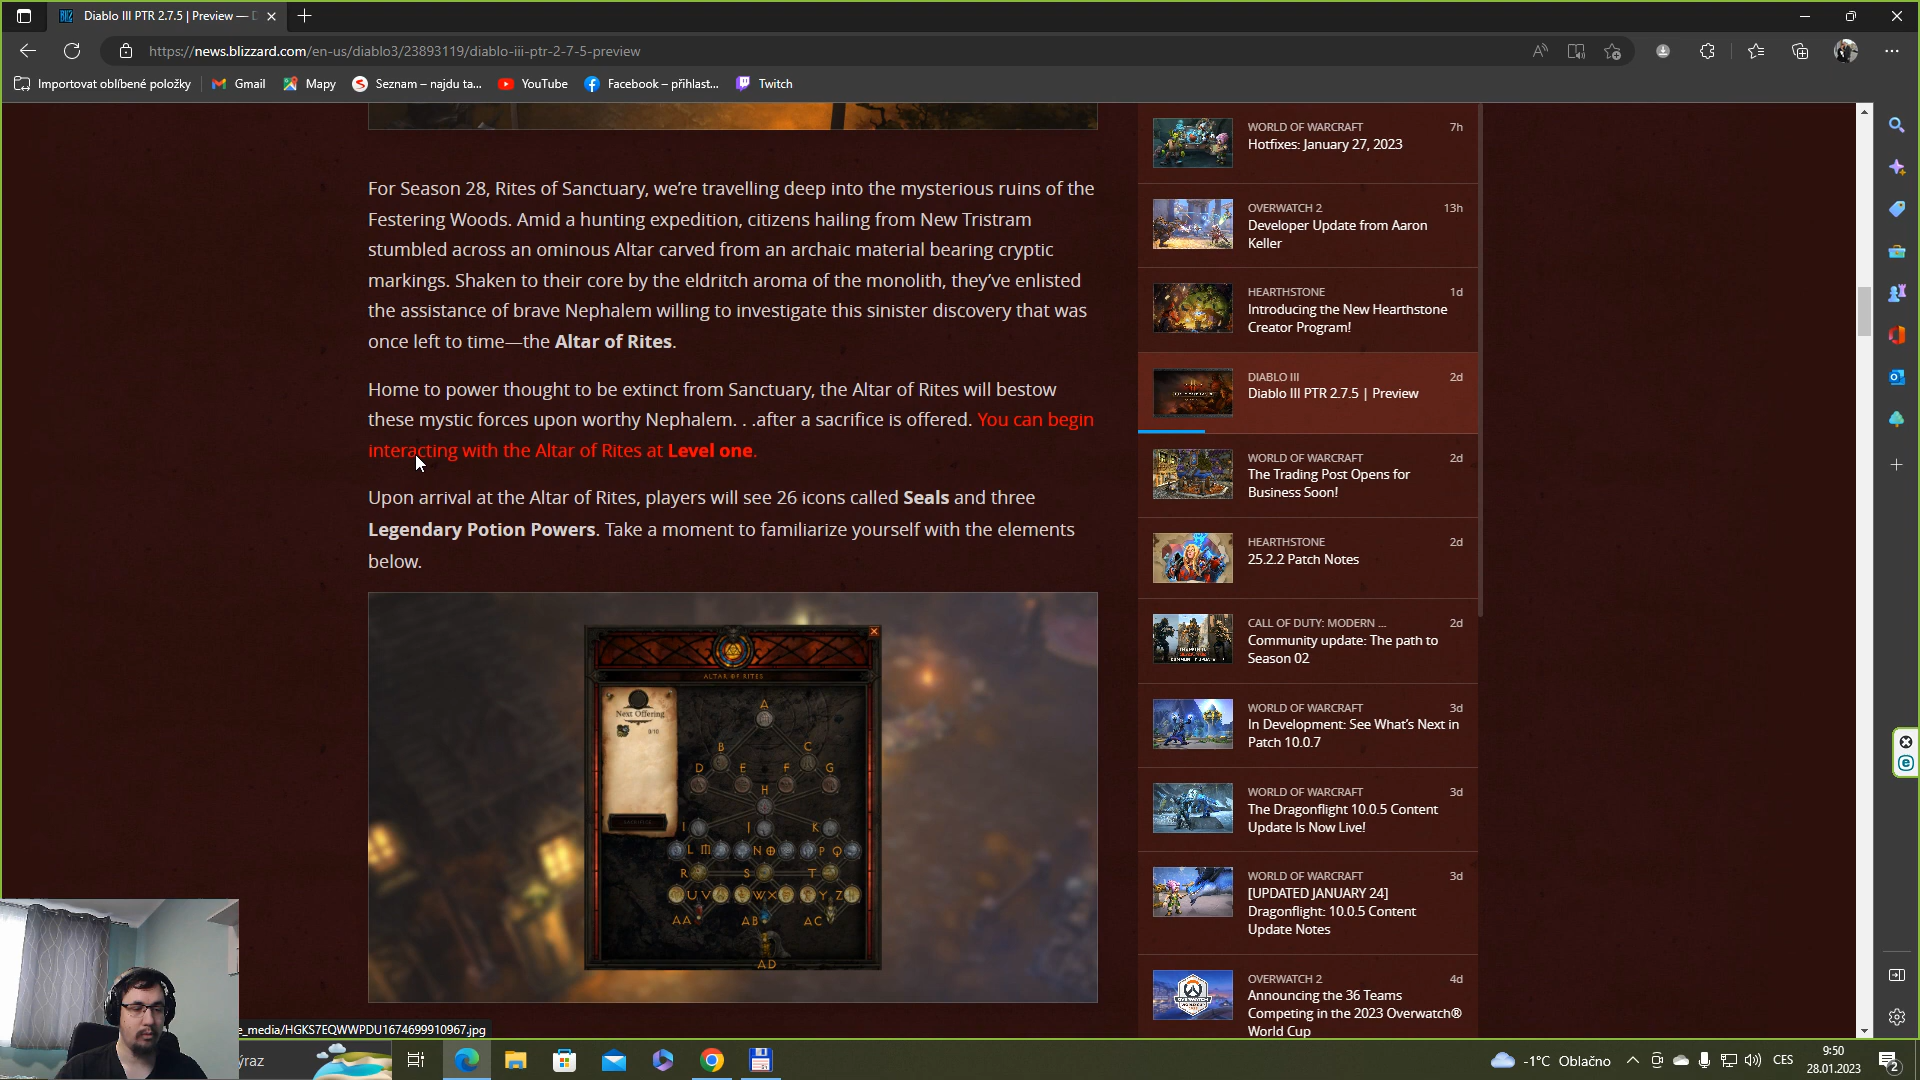 Diablo III PTR 2.7.5 | Preview —
https://news.blizzard.com/en-us/diablo3/23893119/diablo-iii-ptr-2-7-5-preview
Importovat oblíbené položky
Gmail
Mapy
Seznam – najdu ta...
YouTube
Facebook – přihlast...
Twitch
For Season 28, Rites of Sanctuary, we’re travelling deep into the mysterious ruins of the
Festering Woods. Amid a hunting expedition, citizens hailing from New Tristram
stumbled across an ominous Altar carved from an archaic material bearing cryptic
markings. Shaken to their core by the eldritch aroma of the monolith, they’ve enlisted
the assistance of brave Nephalem willing to investigate this sinister discovery that was
once left to time—the Altar of Rites.
Home to power thought to be extinct from Sanctuary, the Altar of Rites will bestow
these mystic forces upon worthy Nephalem. . .after a sacrifice is offered. You can begin
interacting with the Altar of Rites at Level one.
Upon arrival at the Altar of Rites, players will see 26 icons called Seals and three
Legendary Potion Powers. Take a moment to familiarize yourself with the elements
below.
ALTAR OF RITES
Next Offering
0/10
A
B C
D E F G
H
I J K
L M N O P Q
R S T
U V W X Y Z
AA AB AC
AD
WORLD OF WARCRAFT 7h
Hotfixes: January 27, 2023
OVERWATCH 2 13h
Developer Update from Aaron
Keller
HEARTHSTONE 1d
Introducing the New Hearthstone
Creator Program!
DIABLO III 2d
Diablo III PTR 2.7.5 | Preview
WORLD OF WARCRAFT 2d
The Trading Post Opens for
Business Soon!
HEARTHSTONE 2d
25.2.2 Patch Notes
CALL OF DUTY: MODERN ... 2d
Community update: The path to
Season 02
WORLD OF WARCRAFT 3d
In Development: See What’s Next in
Patch 10.0.7
WORLD OF WARCRAFT 3d
The Dragonflight 10.0.5 Content
Update Is Now Live!
WORLD OF WARCRAFT 3d
[UPDATED JANUARY 24]
Dragonflight: 10.0.5 Content
Update Notes
OVERWATCH 2 4d
Announcing the 36 Teams
Competing in the 2023 Overwatch®
World Cup
e_media/HGKS7EQWWPDU1674699910967.jpg
ýraz
-1°C Oblačno
CES
9:50
28.01.2023
2